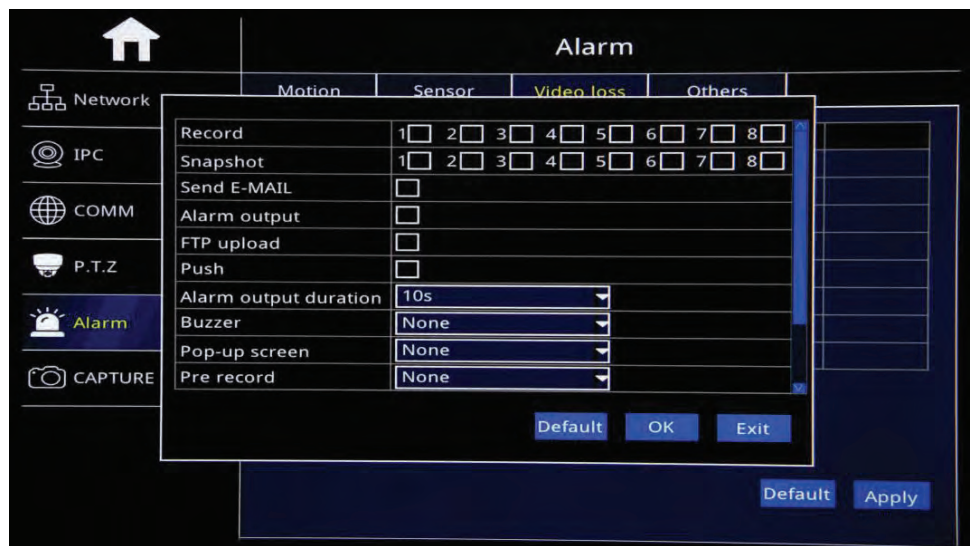 Alarm
Network
Motion Sensor Video loss Others
Record 1 2 3 4 5 6 7 8
IPC
Snapshot 1 2 3 4 5 6 7 8
Send E-MAIL
COMM
Alarm output
FTP upload
P.T.Z
Push
Alarm output duration 10s
Alarm
Buzzer None
Pop-up screen None
CAPTURE
Pre record None
Default OK Exit
Default Apply